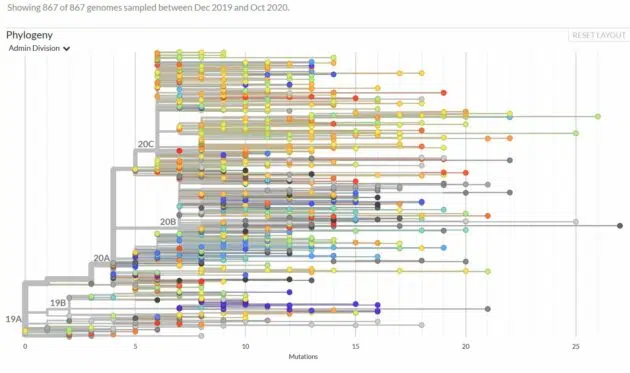 Showing 867 of 867 genomes sampled between Dec 2019 and Oct 2020.
Phylogeny
RESET LAYOUT
Admin Division
20C
20B
20A
19B
19A
0
5
10
15
20
25
Mutations